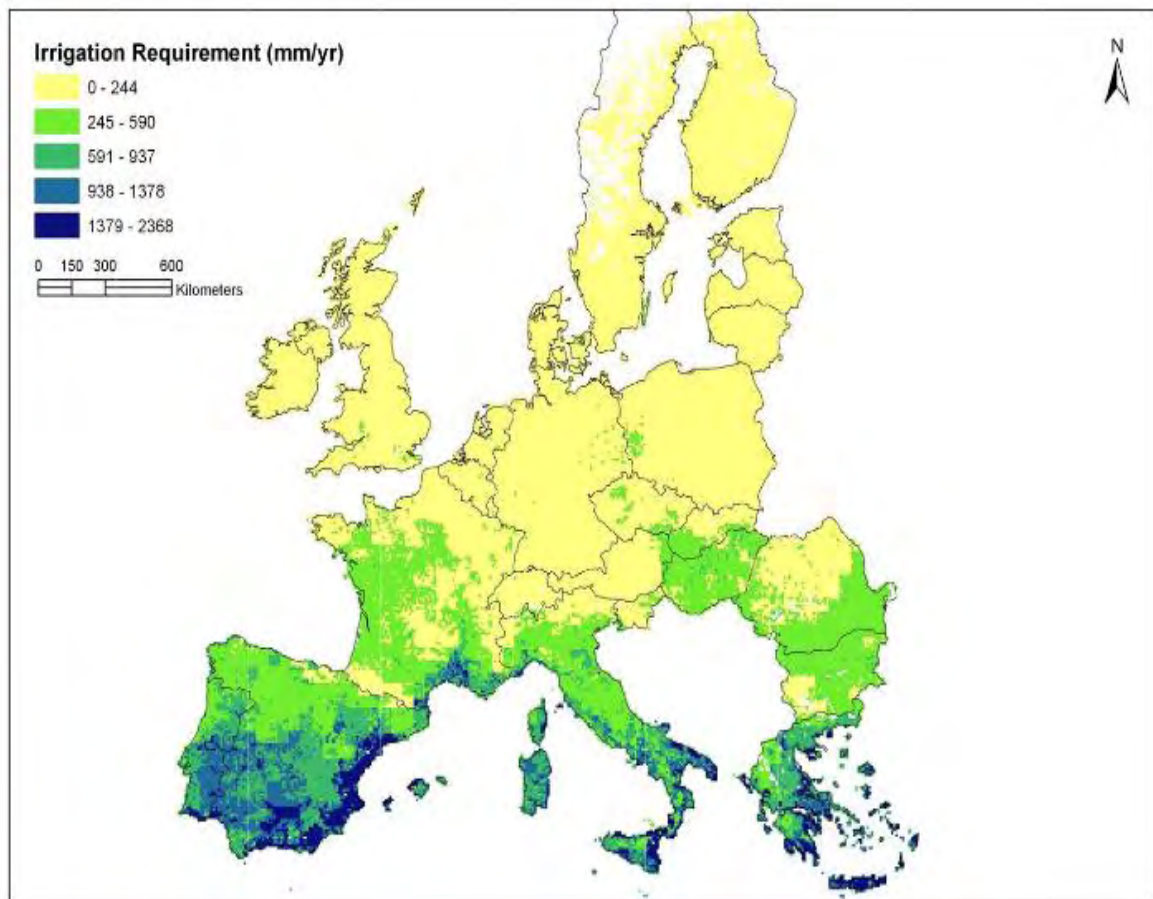 Irrigation Requirement (mm/yr)
0 - 244
245 - 590
591 - 937
938 - 1378
1379 - 2368
0 150 300 600
Kilometers
N